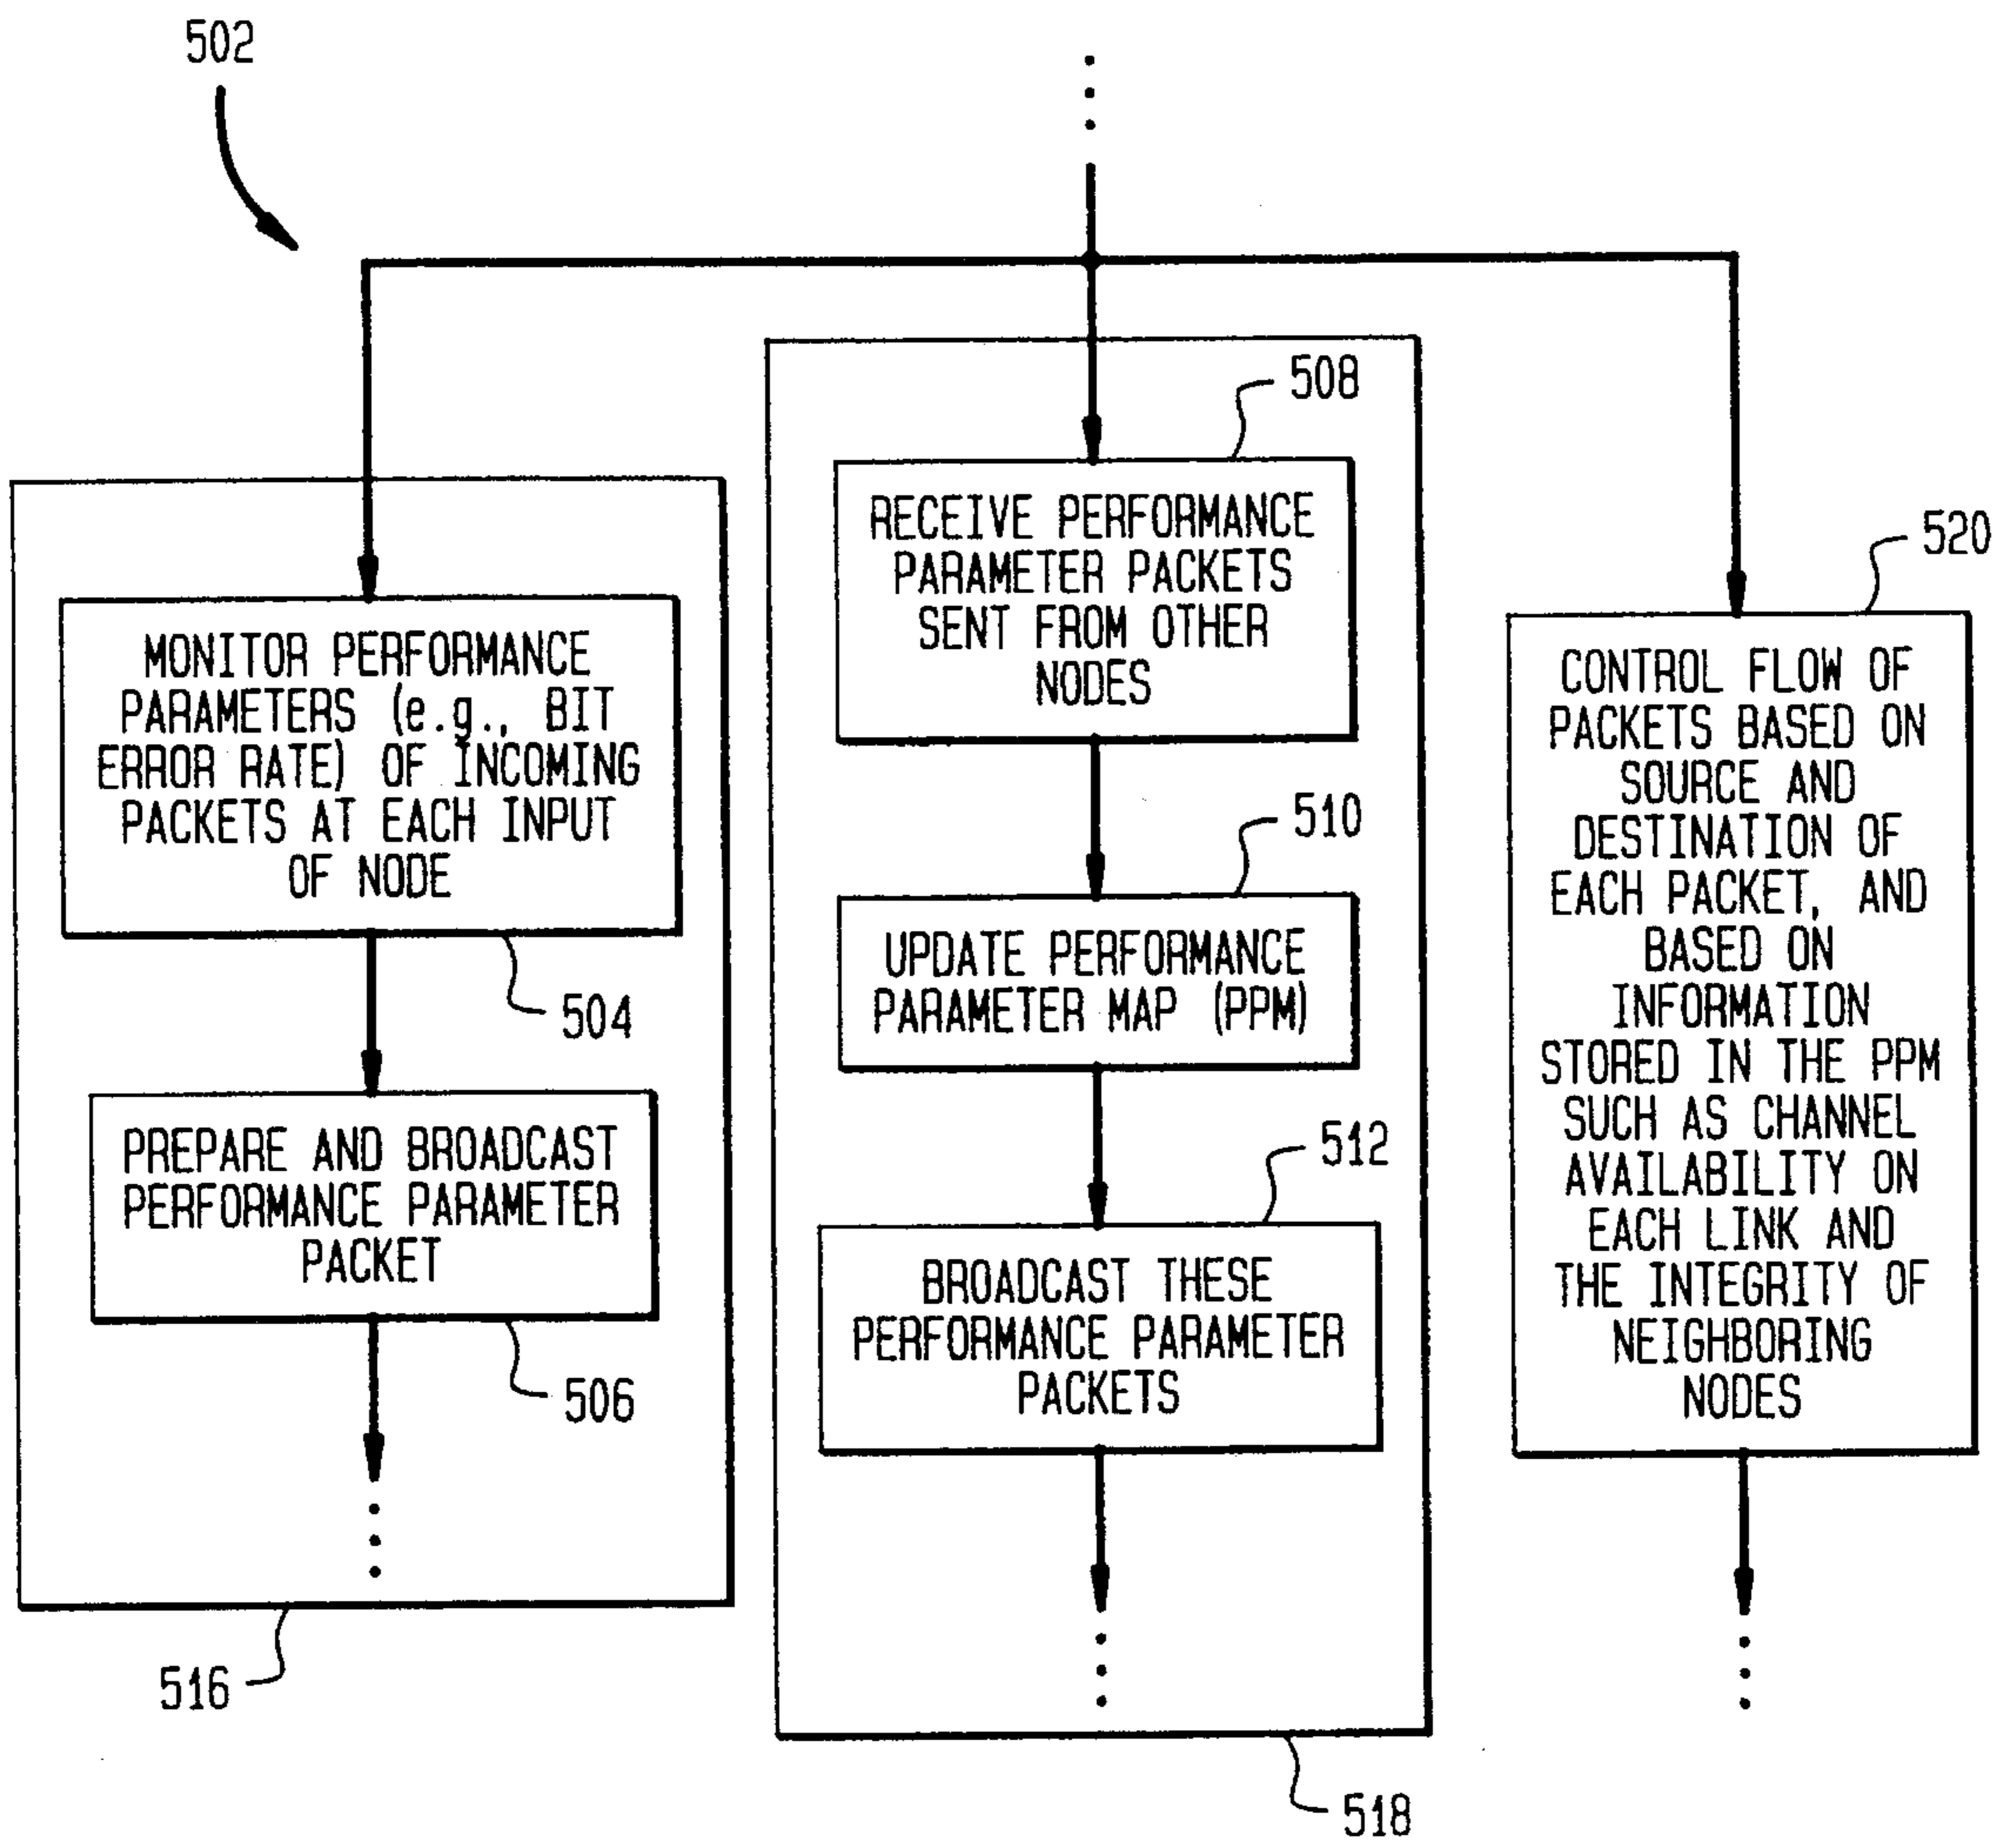 502
508
RECEIVE PERFORMANCE
PARAMETER PACKETS
SENT FROM OTHER
NODES
520
MONITOR PERFORMANCE
PARAMETERS (e.g., BIT
ERROR RATE) OF INCOMING
PACKETS AT EACH INPUT
OF NODE
504
PREPARE AND BROADCAST
PERFORMANCE PARAMETER
PACKET
506
516
510
UPDATE PERFORMANCE
PARAMETER MAP (PPM)
512
BROADCAST THESE
PERFORMANCE PARAMETER
PACKETS
518
CONTROL FLOW OF
PACKETS BASED ON
SOURCE AND
DESTINATION OF
EACH PACKET, AND
BASED ON
INFORMATION
STORED IN THE PPM
SUCH AS CHANNEL
AVAILABILITY ON
EACH LINK AND
THE INTEGRITY OF
NEIGHBORING
NODES